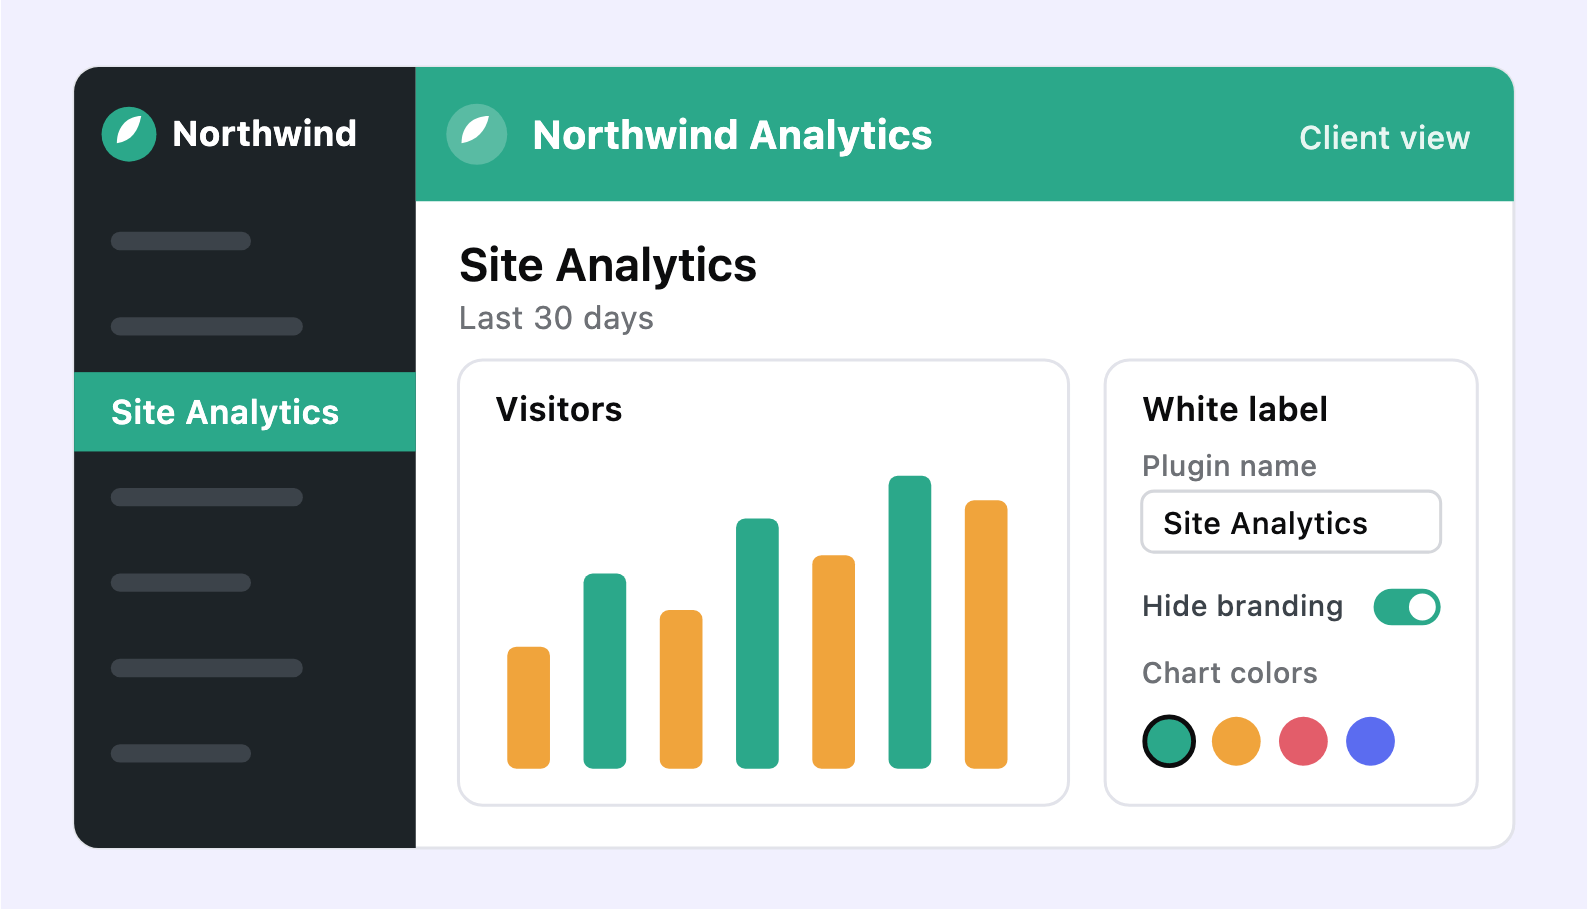 Northwind
Site Analytics
Northwind Analytics
Client view
Site Analytics
Last 30 days
Visitors
White label
Plugin name
Site Analytics
Hide branding
Chart colors